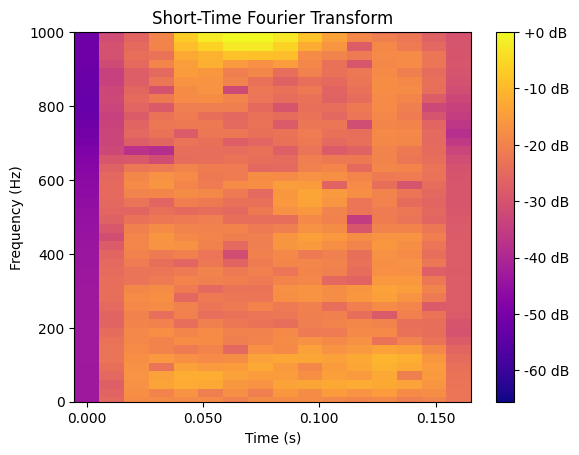 Short-Time Fourier Transform
1000
800
600
400
200
0
Frequency (Hz)
0.000
0.050
0.100
0.150
Time (s)
+0 dB
-10 dB
-20 dB
-30 dB
-40 dB
-50 dB
-60 dB